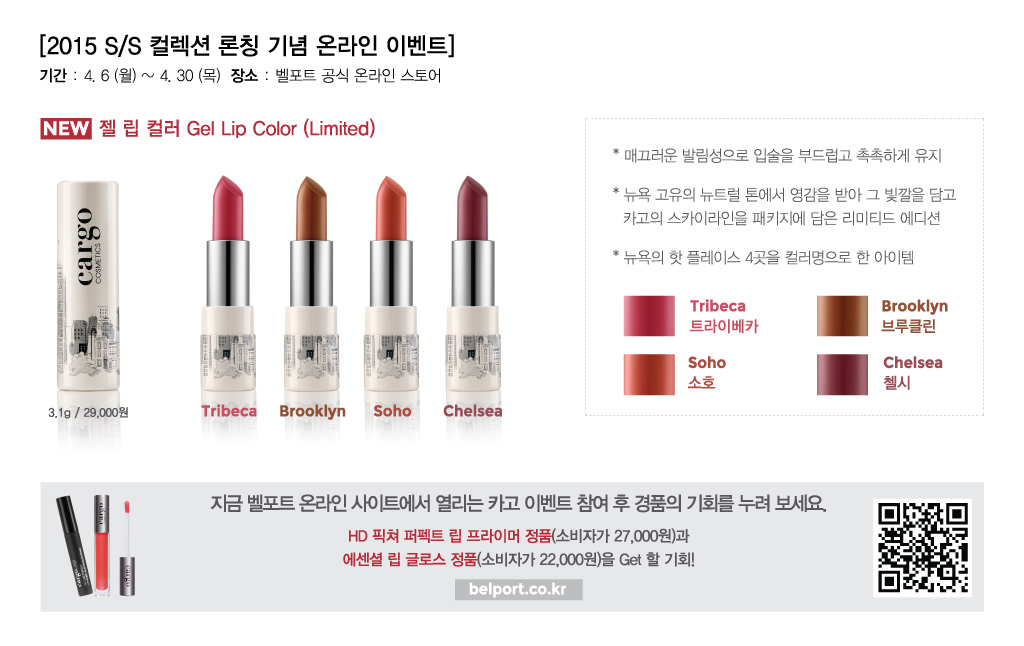 [2015 S/S 컬렉션 론칭 기념 온라인 이벤트]
기간 : 4. 6 (월) ~ 4. 30 (목) 장소 : 벨포트 공식 온라인 스토어
NEW 젤 립 컬러 Gel Lip Color (Limited)
cargo
COSMETICS
3.1g / 29,000원
Tribeca
Brooklyn
Soho
Chelsea
* 매끄러운 발림성으로 입술을 부드럽고 촉촉하게 유지
* 뉴욕 고유의 뉴트럴 톤에서 영감을 받아 그 빛깔을 담고
카고의 스카이라인을 패키지에 담은 리미티드 에디션
* 뉴욕의 핫 플레이스 4곳을 컬러명으로 한 아이템
Tribeca
트라이베카
Brooklyn
브루클린
Soho
소호
Chelsea
첼시
지금 벨포트 온라인 사이트에서 열리는 카고 이벤트 참여 후 경품의 기회를 누려 보세요.
HD 픽쳐 퍼펙트 립 프라이머 정품(소비자가 27,000원)과
에센셜 립 글로스 정품(소비자가 22,000원)을 Get 할 기회!
belport.co.kr
cargo
cargo
cargo